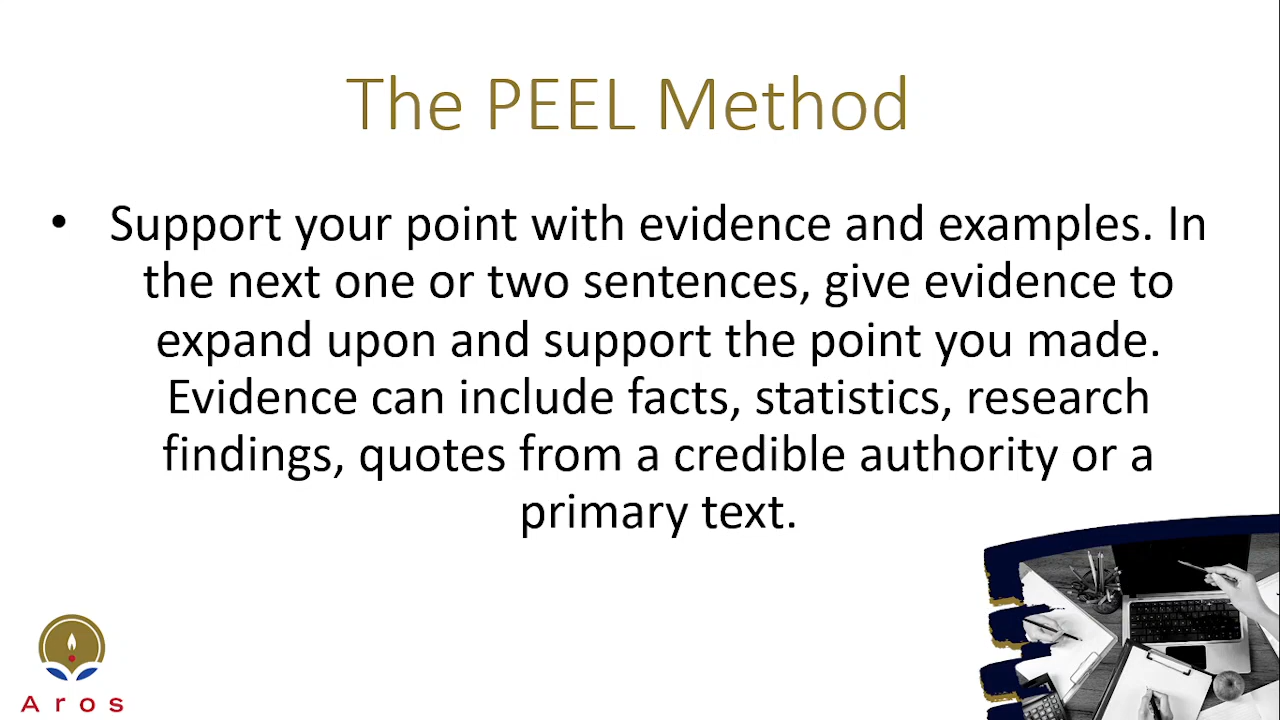 The PEEL Method
• Support your point with evidence and examples. In
the next one or two sentences, give evidence to
expand upon and support the point you made.
Evidence can include facts, statistics, research
findings, quotes from a credible authority or a
primary text.
Aros